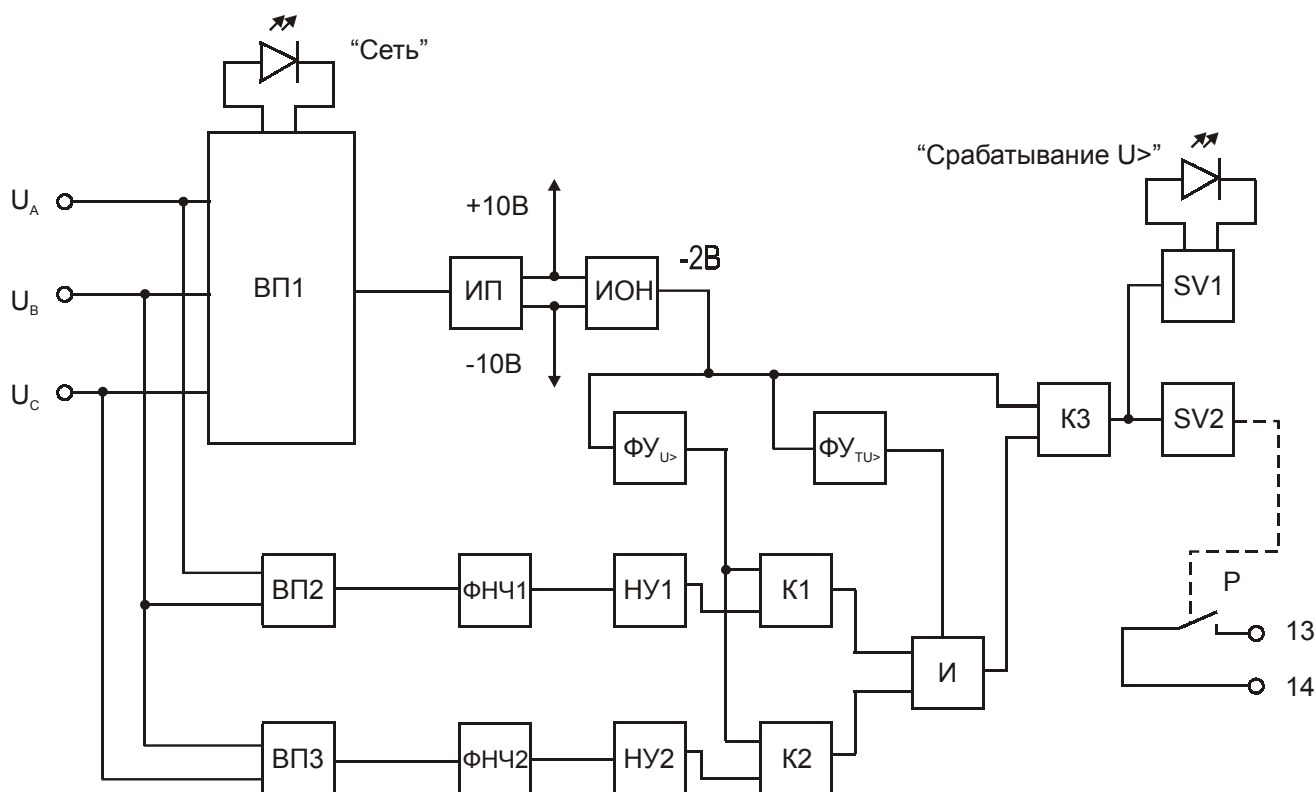 “Сеть”
“Срабатывание U>”
U_A
+10В
-2В
ВП1
ИП
ИОН
SV1
U_B
-10В
U_C
К3
SV2
ФУ_U>
ФУ_TU>
ВП2
ФНЧ1
НУ1
К1
Р
13
И
14
ВП3
ФНЧ2
НУ2
К2